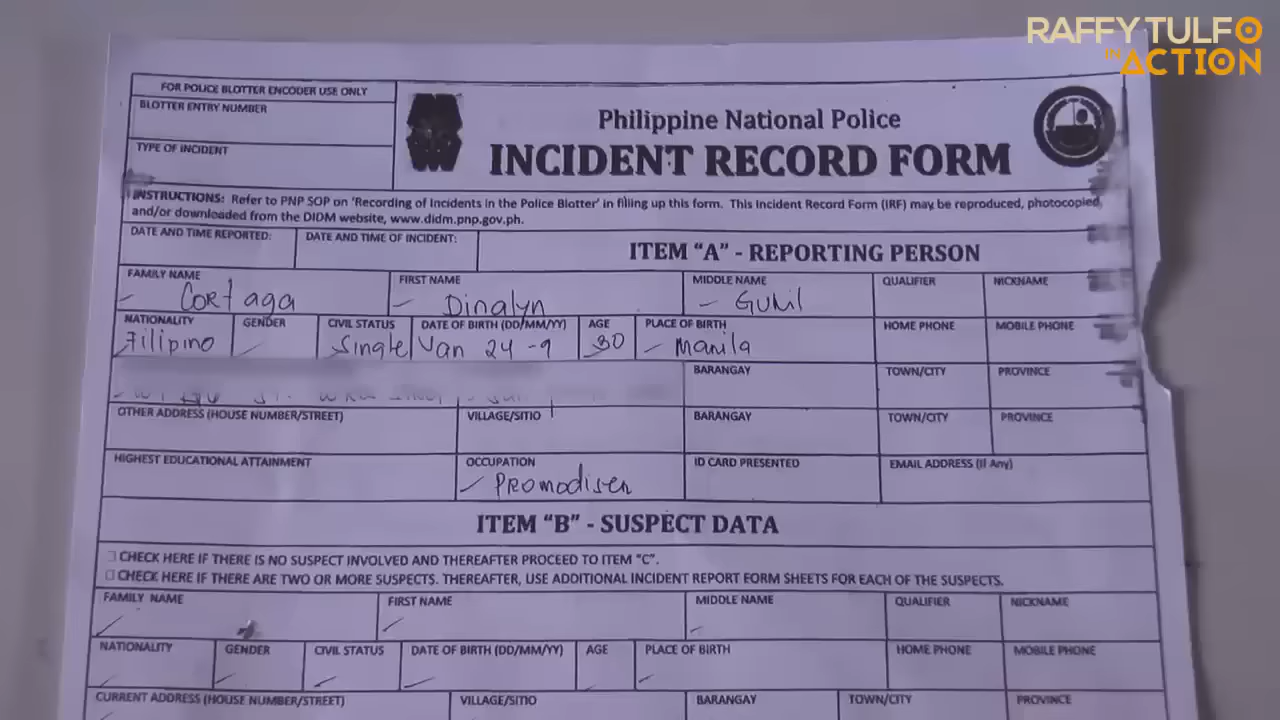 RAFFY TULFO
IN ACTION
FOR POLICE BLOTTER ENCODER USE ONLY
BLOTTER ENTRY NUMBER
TYPE OF INCIDENT
Philippine National Police
INCIDENT RECORD FORM
INSTRUCTIONS: Refer to PNP SOP on 'Recording of Incidents in the Police Blotter' in filling up this form. This Incident Record Form (IRF) may be reproduced, photocopied,
and/or downloaded from the DIDM website, www.didm.pnp.gov.ph.
DATE AND TIME REPORTED: DATE AND TIME OF INCIDENT: ITEM "A" - REPORTING PERSON
FAMILY NAME FIRST NAME MIDDLE NAME QUALIFIER NICKNAME
Cortaga Dinalyn
NATIONALITY GENDER CIVIL STATUS DATE OF BIRTH (DD/MM/YY) AGE PLACE OF BIRTH HOME PHONE MOBILE PHONE
Filipino Single Jan 24 -9 30 Manila
BARANGAY TOWN/CITY PROVINCE
OTHER ADDRESS (HOUSE NUMBER/STREET) VILLAGE/SITIO BARANGAY TOWN/CITY PROVINCE
HIGHEST EDUCATIONAL ATTAINMENT OCCUPATION ID CARD PRESENTED EMAIL ADDRESS (If Any)
Promodiser
ITEM "B" - SUSPECT DATA
CHECK HERE IF THERE IS NO SUSPECT INVOLVED AND THEREAFTER PROCEED TO ITEM "C".
CHECK HERE IF THERE ARE TWO OR MORE SUSPECTS. THEREAFTER, USE ADDITIONAL INCIDENT REPORT FORM SHEETS FOR EACH OF THE SUSPECTS.
FAMILY NAME FIRST NAME MIDDLE NAME QUALIFIER NICKNAME
NATIONALITY GENDER CIVIL STATUS DATE OF BIRTH (DD/MM/YY) AGE PLACE OF BIRTH HOME PHONE MOBILE PHONE
CURRENT ADDRESS (HOUSE NUMBER/STREET) VILLAGE/SITIO BARANGAY TOWN/CITY PROVINCE